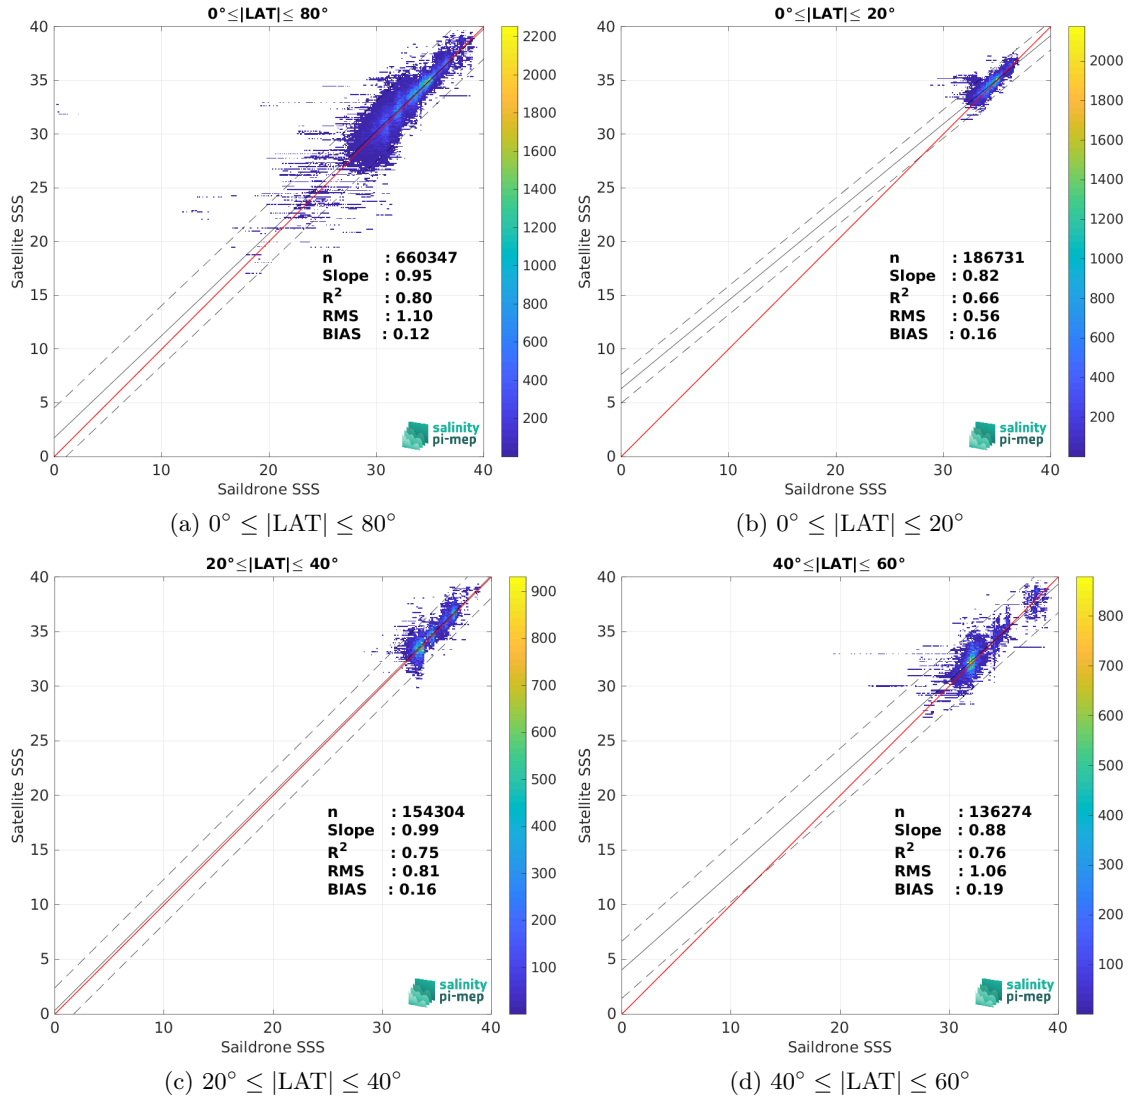 0°≤|LAT|≤ 80°
Satellite SSS
40
35
30
25
20
15
10
5
0
0 10 20 30 40
Saildrone SSS
n : 660347
Slope : 0.95
R² : 0.80
RMS : 1.10
BIAS : 0.12
salinity
pi-mep
2200
2000
1800
1600
1400
1200
1000
800
600
400
200
(a) 0° ≤ |LAT| ≤ 80°
0°≤|LAT|≤ 20°
Satellite SSS
40
35
30
25
20
15
10
5
0
0 10 20 30 40
Saildrone SSS
n : 186731
Slope : 0.82
R² : 0.66
RMS : 0.56
BIAS : 0.16
salinity
pi-mep
2000
1800
1600
1400
1200
1000
800
600
400
200
(b) 0° ≤ |LAT| ≤ 20°
20°≤|LAT|≤ 40°
Satellite SSS
40
35
30
25
20
15
10
5
0
0 10 20 30 40
Saildrone SSS
n : 154304
Slope : 0.99
R² : 0.75
RMS : 0.81
BIAS : 0.16
salinity
pi-mep
900
800
700
600
500
400
300
200
100
(c) 20° ≤ |LAT| ≤ 40°
40°≤|LAT|≤ 60°
Satellite SSS
40
35
30
25
20
15
10
5
0
0 10 20 30 40
Saildrone SSS
n : 136274
Slope : 0.88
R² : 0.76
RMS : 1.06
BIAS : 0.19
salinity
pi-mep
800
700
600
500
400
300
200
100
(d) 40° ≤ |LAT| ≤ 60°